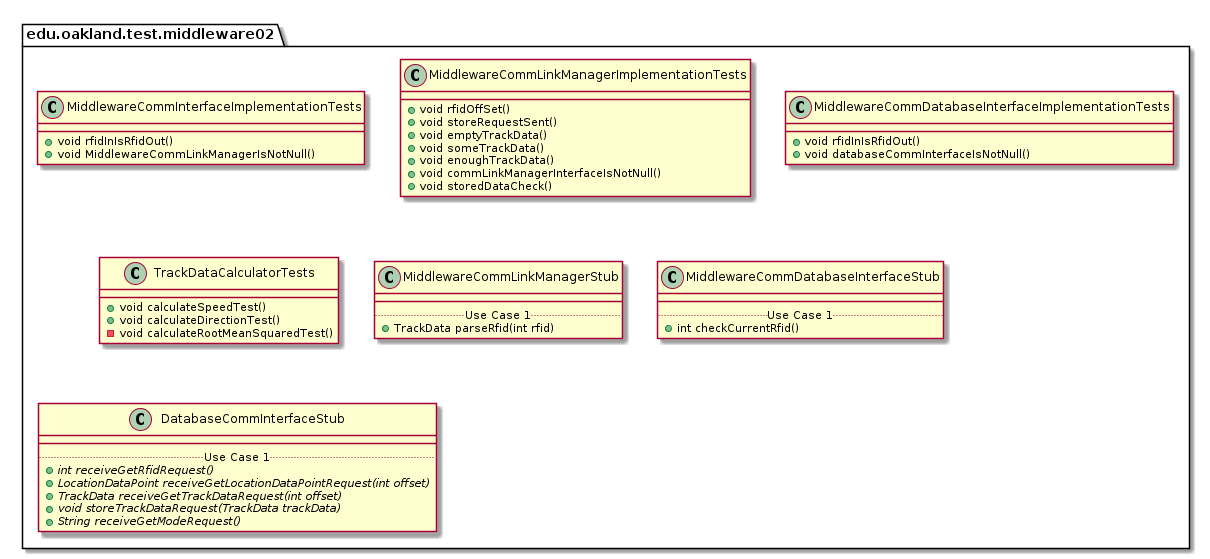 edu.oakland.test.middleware02
C MiddlewareCommInterfaceImplementationTests
void rfidInIsRfidOut()
void MiddlewareCommLinkManagerIsNotNull()
C MiddlewareCommLinkManagerImplementationTests
void rfidOffSet()
void storeRequestSent()
void emptyTrackData()
void someTrackData()
void enoughTrackData()
void commLinkManagerInterfaceIsNotNull()
void storedDataCheck()
C MiddlewareCommDatabaseInterfaceImplementationTests
void rfidInIsRfidOut()
void databaseCommInterfaceIsNotNull()
C TrackDataCalculatorTests
void calculateSpeedTest()
void calculateDirectionTest()
void calculateRootMeanSquaredTest()
C MiddlewareCommLinkManagerStub
Use Case 1
TrackData parseRfid(int rfid)
C MiddlewareCommDatabaseInterfaceStub
Use Case 1
int checkCurrentRfid()
C DatabaseCommInterfaceStub
Use Case 1
int receiveGetRfidRequest()
LocationDataPoint receiveGetLocationDataPointRequest(int offset)
TrackData receiveGetTrackDataRequest(int offset)
void storeTrackDataRequest(TrackData trackData)
String receiveGetModeRequest()